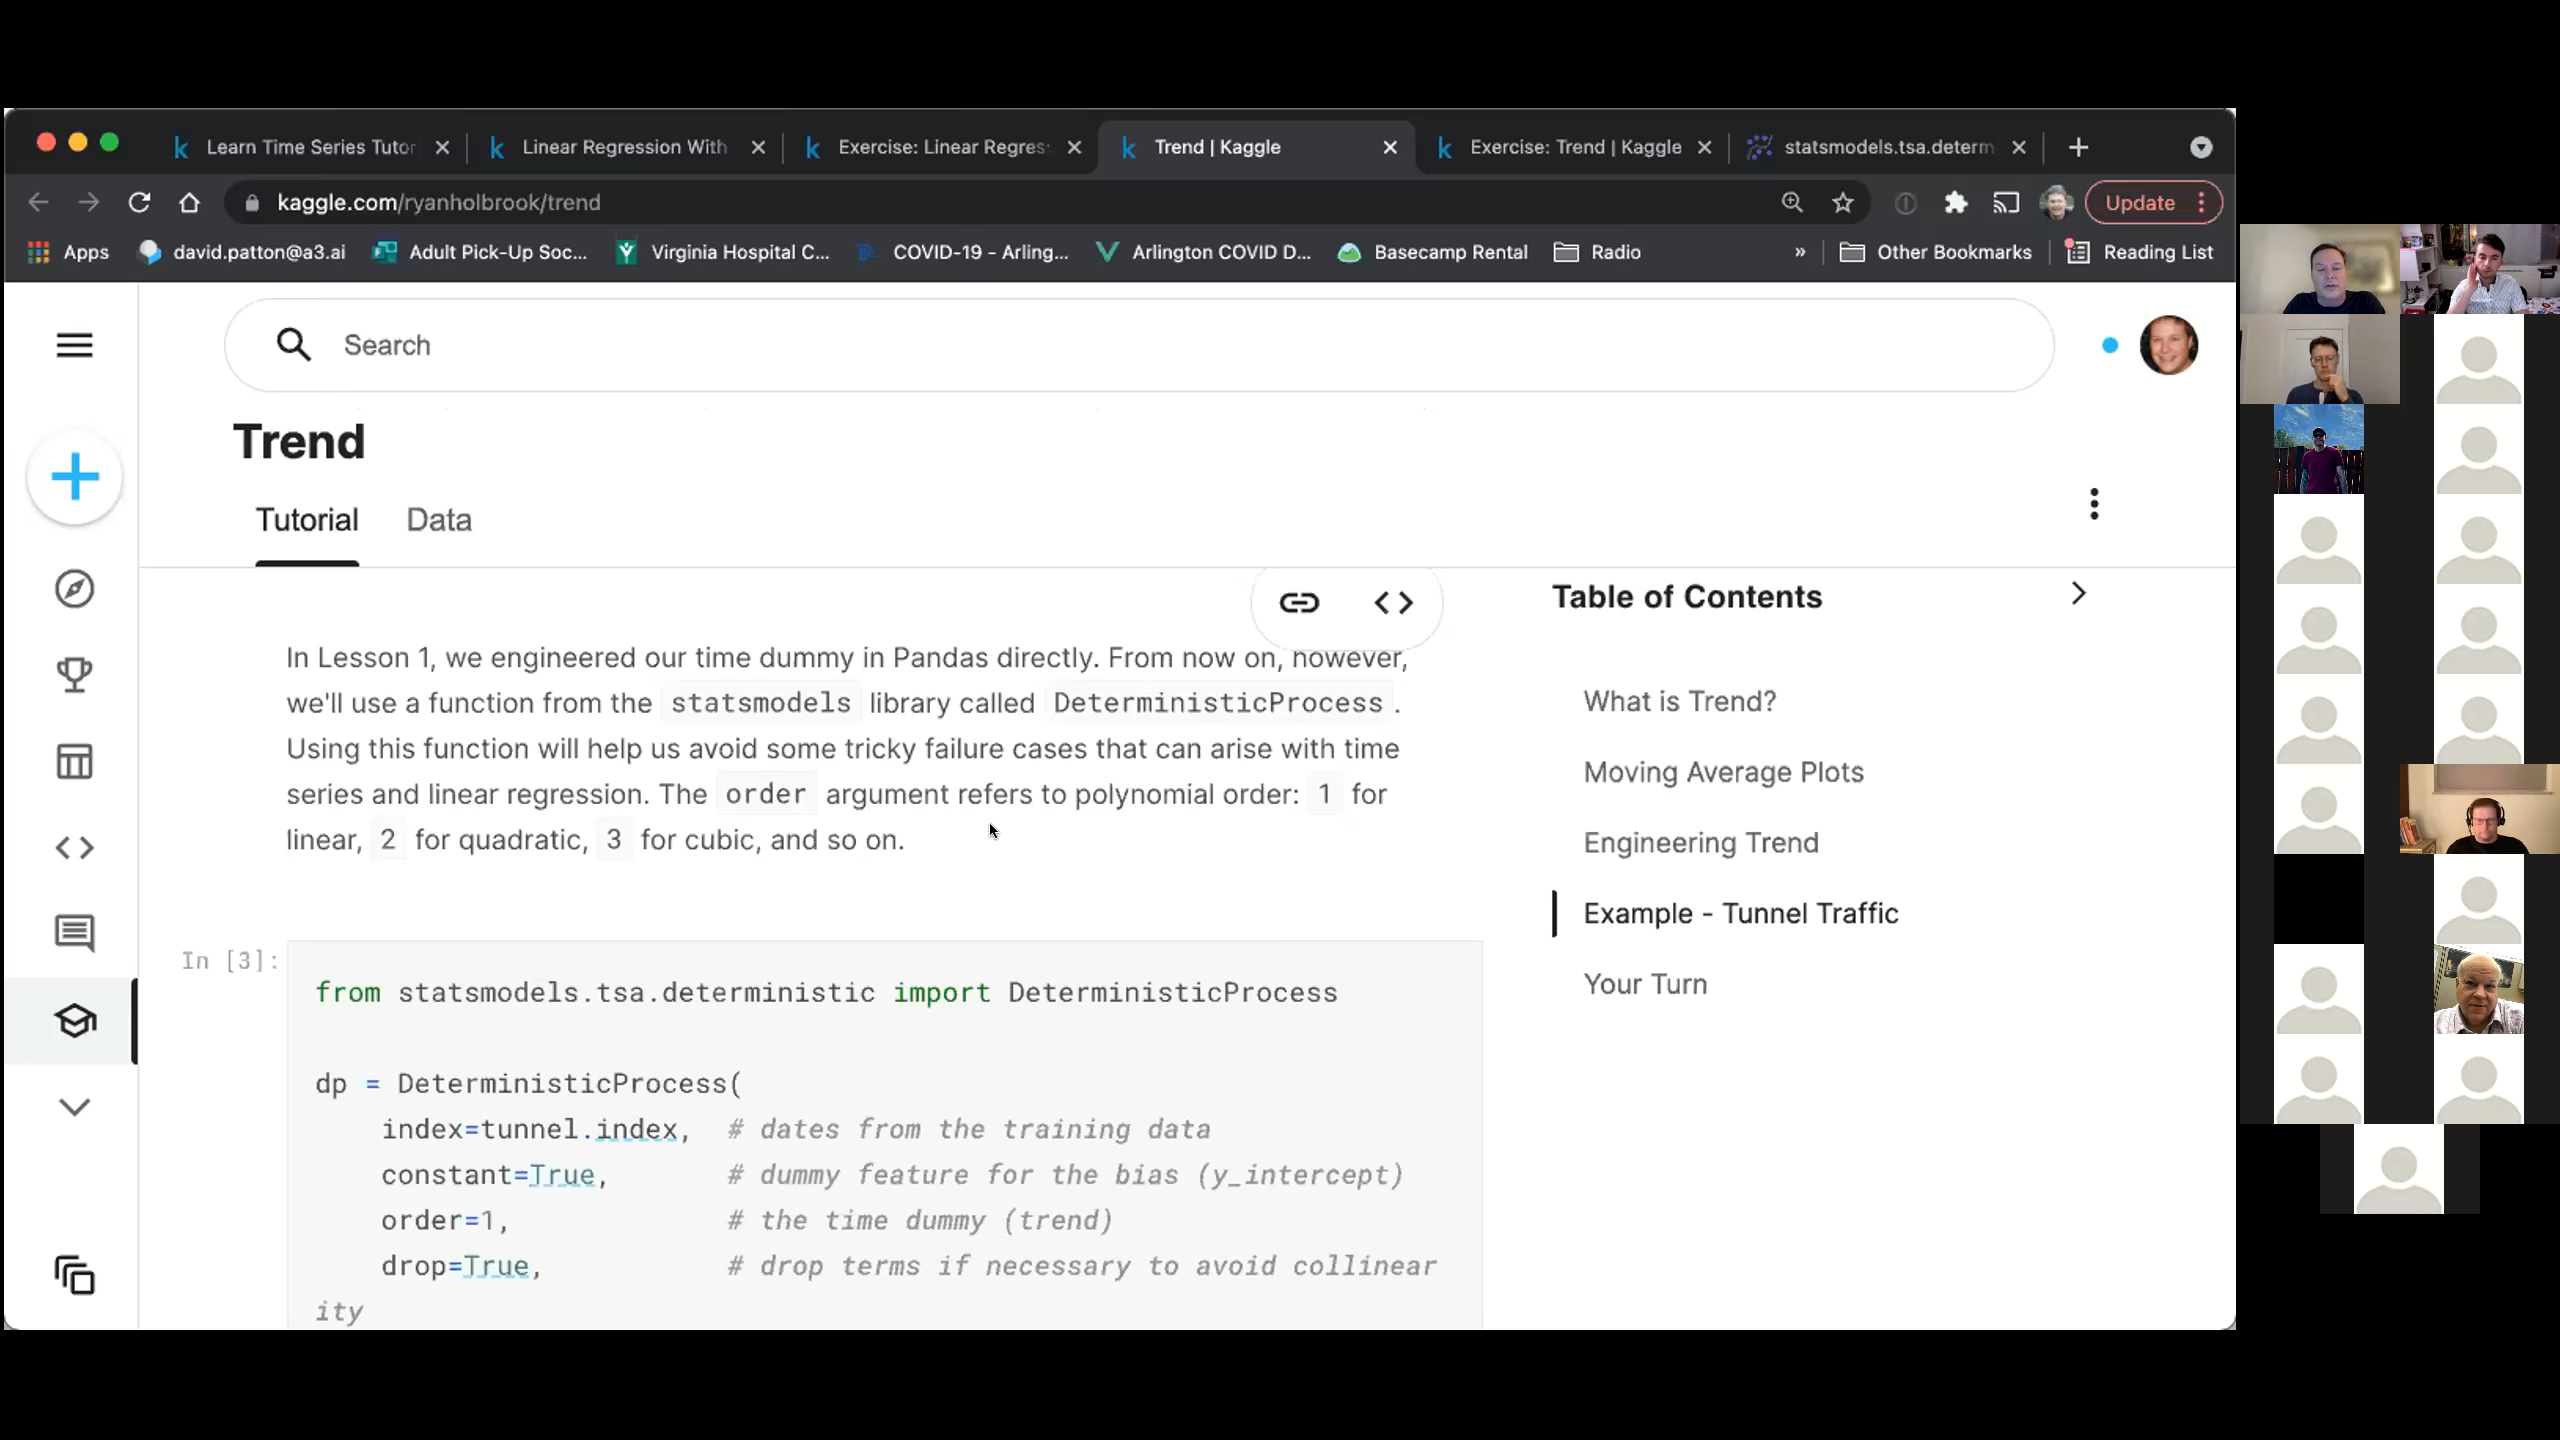 Learn Time Series Tutor
Linear Regression With
Exercise: Linear Regres
Trend | Kaggle
Exercise: Trend | Kaggle
statsmodels.tsa.determ
kaggle.com/ryanholbrook/trend
Update
Apps
david.patton@a3.ai
Adult Pick-Up Soc...
Virginia Hospital C...
COVID-19 - Arling...
Arlington COVID D...
Basecamp Rental
Radio
»
Other Bookmarks
Reading List
Search
Trend
Tutorial
Data
Table of Contents
What is Trend?
Moving Average Plots
Engineering Trend
Example - Tunnel Traffic
Your Turn
In Lesson 1, we engineered our time dummy in Pandas directly. From now on, however,
we'll use a function from the statsmodels library called DeterministicProcess .
Using this function will help us avoid some tricky failure cases that can arise with time
series and linear regression. The order argument refers to polynomial order: 1 for
linear, 2 for quadratic, 3 for cubic, and so on.
In [3]:
from statsmodels.tsa.deterministic import DeterministicProcess
dp = DeterministicProcess(
index=tunnel.index, # dates from the training data
constant=True, # dummy feature for the bias (y_intercept)
order=1, # the time dummy (trend)
drop=True, # drop terms if necessary to avoid collinear
ity